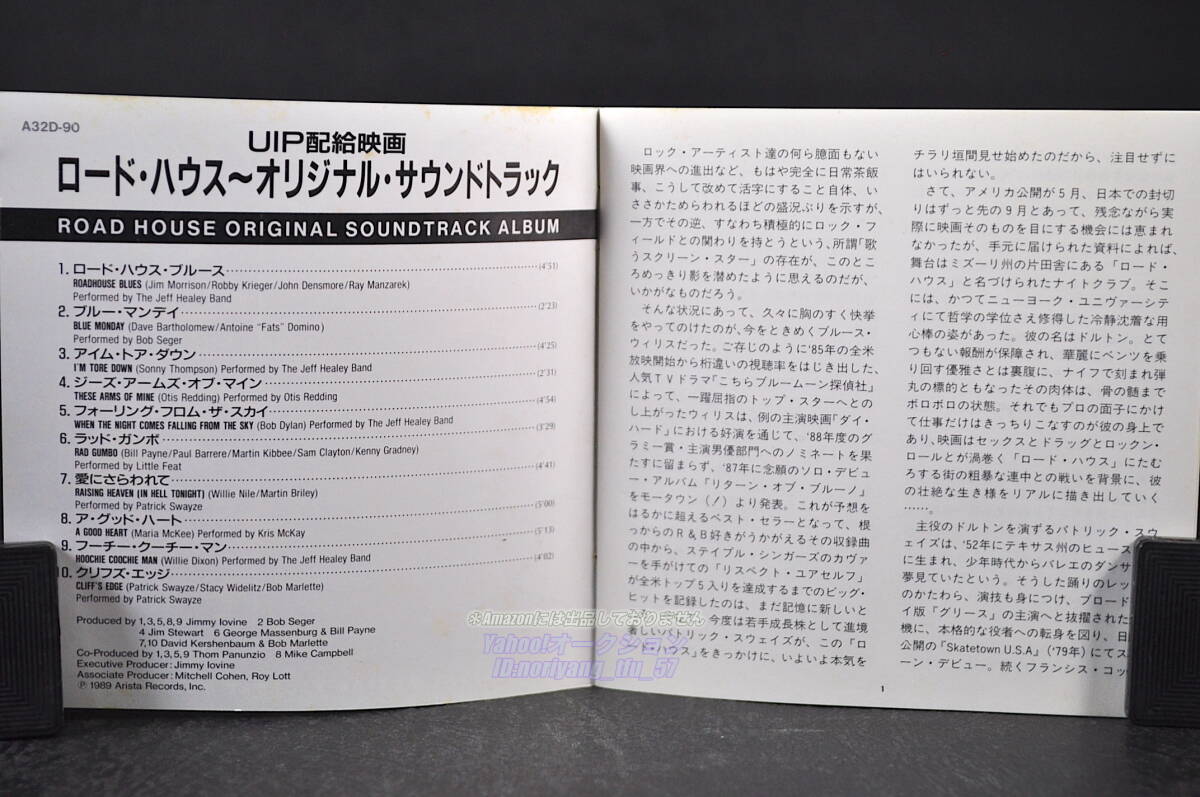 A32D-90
UIP配給映画
ロード・ハウス〜オリジナル・サウンドトラック
ROAD HOUSE ORIGINAL SOUNDTRACK ALBUM
1. ロード・ハウス・ブルース (4'51)
ROADHOUSE BLUES (Jim Morrison/Robby Krieger/John Densmore/Ray Manzarek)
Performed by The Jeff Healey Band
2. ブルー・マンデイ (2'23)
BLUE MONDAY (Dave Bartholomew/Antoine "Fats" Domino)
Performed by Bob Seger
3. アイム・トア・ダウン (4'25)
I'M TORE DOWN (Sonny Thompson) Performed by The Jeff Healey Band
4. ジーズ・アームズ・オブ・マイン (2'31)
THESE ARMS OF MINE (Otis Redding) Performed by Otis Redding
5. フォーリング・フロム・ザ・スカイ (4'54)
WHEN THE NIGHT COMES FALLING FROM THE SKY (Bob Dylan) Performed by The Jeff Healey Band
6. ラッド・ガンボ (3'29)
RAD GUMBO (Bill Payne/Paul Barrere/Martin Kibbee/Sam Clayton/Kenny Gradney)
Performed by Little Feat
7. 愛にさらわれて (4'41)
RAISING HEAVEN (IN HELL TONIGHT) (Willie Nile/Martin Briley)
Performed by Patrick Swayze
8. ア・グッド・ハート (5'00)
A GOOD HEART (Maria McKee) Performed by Kris McKay
9. フーチー・クーチー・マン (5'13)
HOOCHIE COOCHIE MAN (Willie Dixon) Performed by The Jeff Healey Band
10. クリフズ・エッジ (4'02)
CLIFF'S EDGE (Patrick Swayze/Stacy Widelitz/Bob Marlette)
Performed by Patrick Swayze
Produced by 1,3,5,8,9 Jimmy Iovine 2 Bob Seger
4 Jim Stewart 6 George Massenburg & Bill Payne
7,10 David Kershenbaum & Bob Marlette
Co-Produced by 1,3,5,9 Thom Panunzio 8 Mike Campbell
Executive Producer: Jimmy Iovine
Associate Producer: Mitchell Cohen, Roy Lott
Ⓟ 1989 Arista Records, Inc.
ロック・アーティスト達の何ら臆面もない
映画界への進出など、もはや完全に日常茶飯
事、こうして改めて活字にすること自体、い
ささかためらわれるほどの盛況ぶりを示すが、
一方でその逆、すなわち積極的にロック・フ
ィールドとの関わりを持とうという、所謂「歌
うスクリーン・スター」の存在が、このとこ
ろめっきり影を潜めたように思えるのだが、
いかがなものだろう。
そんな状況にあって、久々に胸のすく快挙
をやってのけたのが、今をときめくブルース・
ウィリスだった。ご存じのように'85年の全米
放映開始から桁違いの視聴率をはじき出した、
人気TVドラマ「こちらブルームーン探偵社」
によって、一躍屈指のトップ・スターへとの
し上がったウィリスは、例の主演映画「ダイ・
ハード」における好演を通じて、'88年度のグ
ラミー賞・主演男優部門へのノミネートを果
たすに留まらず、'87年に念願のソロ・デビュ
ー・アルバム「リターン・オブ・ブルーノ」
をモータウン（！）より発表。これが予想を
はるかに超えるベスト・セラーとなって、根
っからのR&B好きがうかがえるその収録曲
の中から、ステイプル・シンガーズのカヴァ
ーを手がけての「リスペクト・ユアセルフ」
が全米トップ5入りを達成するまでのビッグ・
ヒットを記録したのは、まだ記憶に新しいと
今度は若手成長株として進境
著しいパトリック・スウェイズが、この「ロ
ード・ハウス」をきっかけに、いよいよ本気を
1
チラリ垣間見せ始めたのだから、注目せずに
はいられない。
さて、アメリカ公開が5月、日本での封切
りはずっと先の9月とあって、残念ながら実
際に映画そのものを目にする機会には恵まれ
なかったが、手元に届けられた資料によれば、
舞台はミズーリ州の片田舎にある「ロード・
ハウス」と名づけられたナイトクラブ。そこ
には、かつてニューヨーク・ユニヴァーシテ
ィにて哲学の学位さえ修得した冷静沈着な用
心棒の姿があった。彼の名はドルトン。とて
つもない報酬が保障され、華麗にベンツを乗
り回す優雅さとは裏腹に、ナイフで刻まれ弾
丸の標的ともなったその肉体は、骨の髄まで
ボロボロの状態。それでもプロの面子にかけ
て仕事だけはきっちりこなすのが彼の身上で
あり、映画はセックスとドラッグとロックン・
ロールとが渦巻く「ロード・ハウス」にたむ
ろする街の粗暴な連中との戦いを背景に、彼
の壮絶な生き様をリアルに描き出していく
……。
主役のドルトンを演ずるパトリック・スウ
ェイズは、'52年にテキサス州のヒュース
に生まれ、少年時代からバレエのダンサ
夢見ていたという。そうした踊りのレッ
のかたわら、演技も身につけ、ブロード
イ版「グリース」の主演へと抜擢された
機に、本格的な役者への転身を図り、日
公開の「Skatetown U.S.A」('79年)にてス
ーン・デビュー。続くフランシス・コッ
※Amazonには出品しておりません
Yahoo!オークション
ID:noriyang_tfu_57